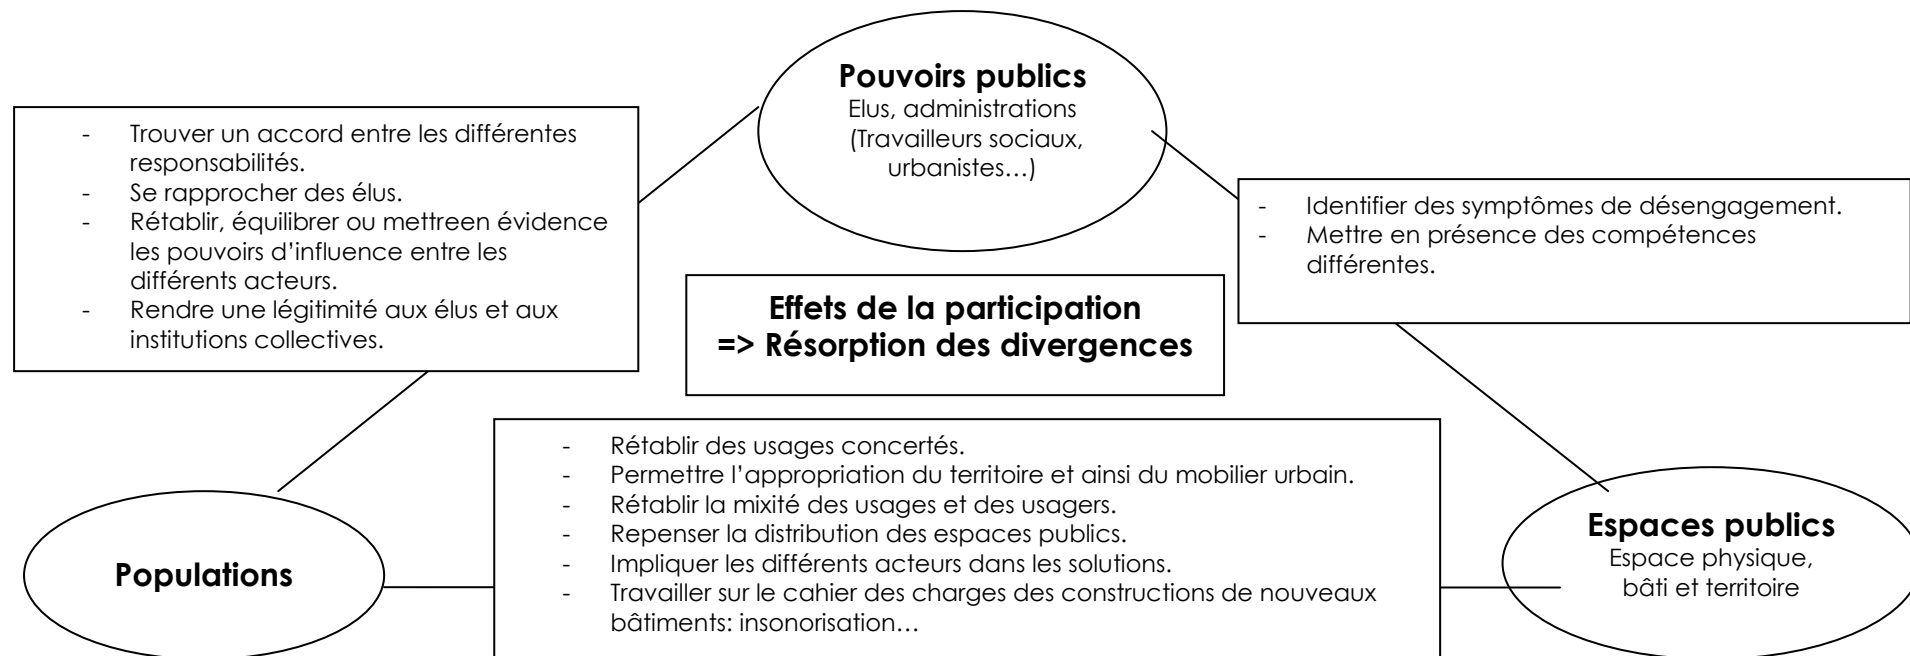 Pouvoirs publics
Elus, administrations
(Travailleurs sociaux,
urbanistes…)
- Trouver un accord entre les différentes
responsabilités.
- Se rapprocher des élus.
- Rétablir, équilibrer ou mettreen évidence
les pouvoirs d’influence entre les
différents acteurs.
- Rendre une légitimité aux élus et aux
institutions collectives.
- Identifier des symptômes de désengagement.
- Mettre en présence des compétences
différentes.
Effets de la participation
=> Résorption des divergences
- Rétablir des usages concertés.
- Permettre l’appropriation du territoire et ainsi du mobilier urbain.
- Rétablir la mixité des usages et des usagers.
- Repenser la distribution des espaces publics.
- Impliquer les différents acteurs dans les solutions.
- Travailler sur le cahier des charges des constructions de nouveaux
bâtiments: insonorisation…
Populations
Espaces publics
Espace physique,
bâti et territoire